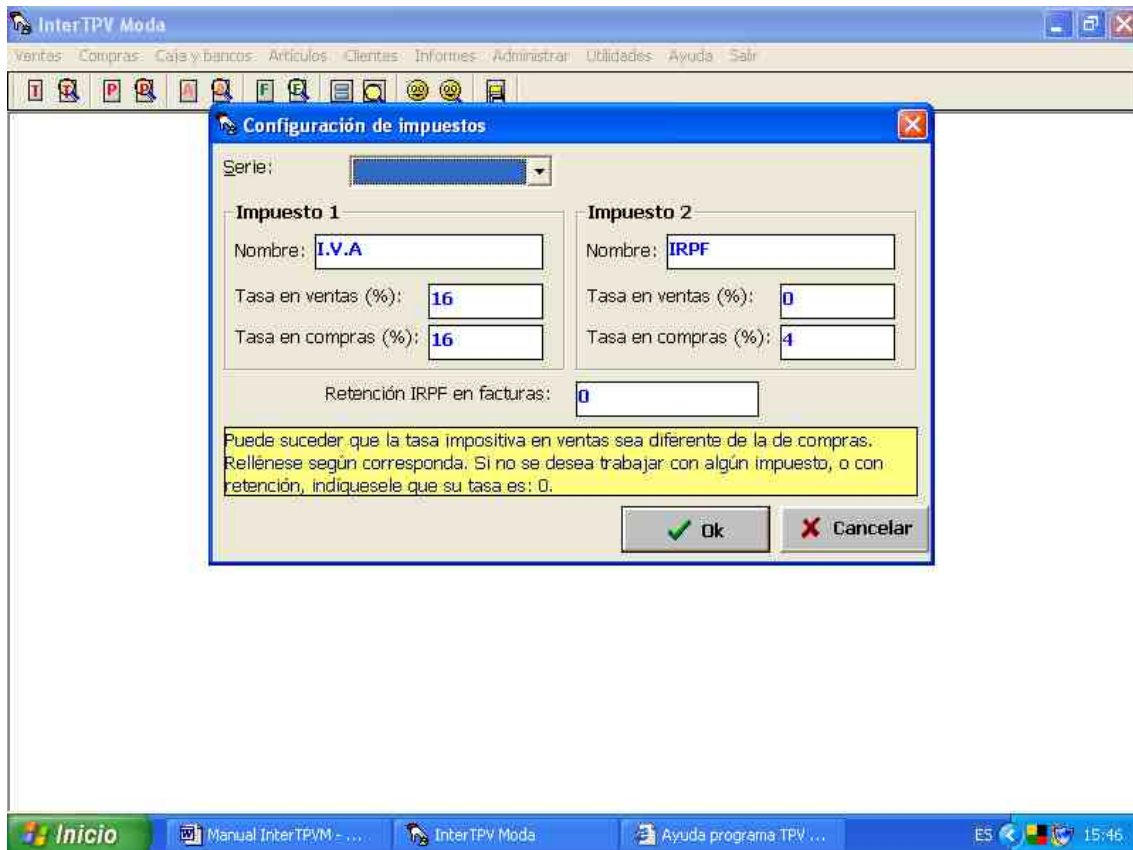 InterTPV Moda
Ventas Compras Caja y bancos Artículos Clientes Informes Administrar Utilidades Ayuda Salir
T T P P A A F F
Configuración de impuestos
Serie:
Impuesto 1 Impuesto 2
Nombre: I.V.A Nombre: IRPF
Tasa en ventas (%): 16 Tasa en ventas (%): 0
Tasa en compras (%): 16 Tasa en compras (%): 4
Retención IRPF en facturas: 0
Puede suceder que la tasa impositiva en ventas sea diferente de la de compras.
Rellénese según corresponda. Si no se desea trabajar con algún impuesto, o con
retención, indíquesele que su tasa es: 0.
Ok Cancelar
Inicio Manual InterTPVM - ... InterTPV Moda Ayuda programa TPV ... ES 15:46